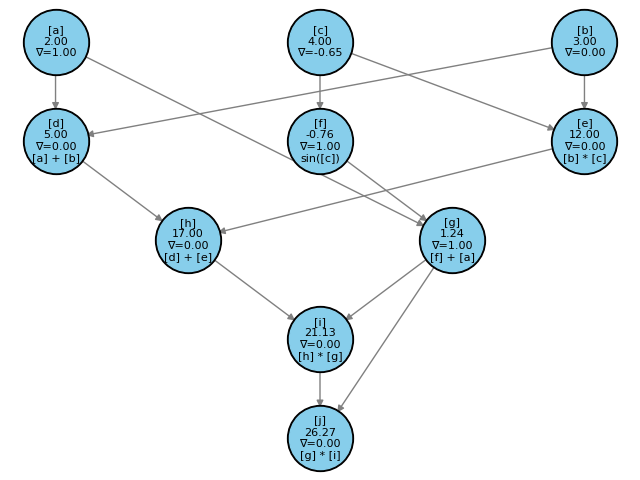 [a]
2.00
∇=1.00
[c]
4.00
∇=-0.65
[b]
3.00
∇=0.00
[d]
5.00
∇=0.00
[a] + [b]
[f]
-0.76
∇=1.00
sin([c])
[e]
12.00
∇=0.00
[b] * [c]
[h]
17.00
∇=0.00
[d] + [e]
[g]
1.24
∇=1.00
[f] + [a]
[i]
21.13
∇=0.00
[h] * [g]
[j]
26.27
∇=0.00
[g] * [i]